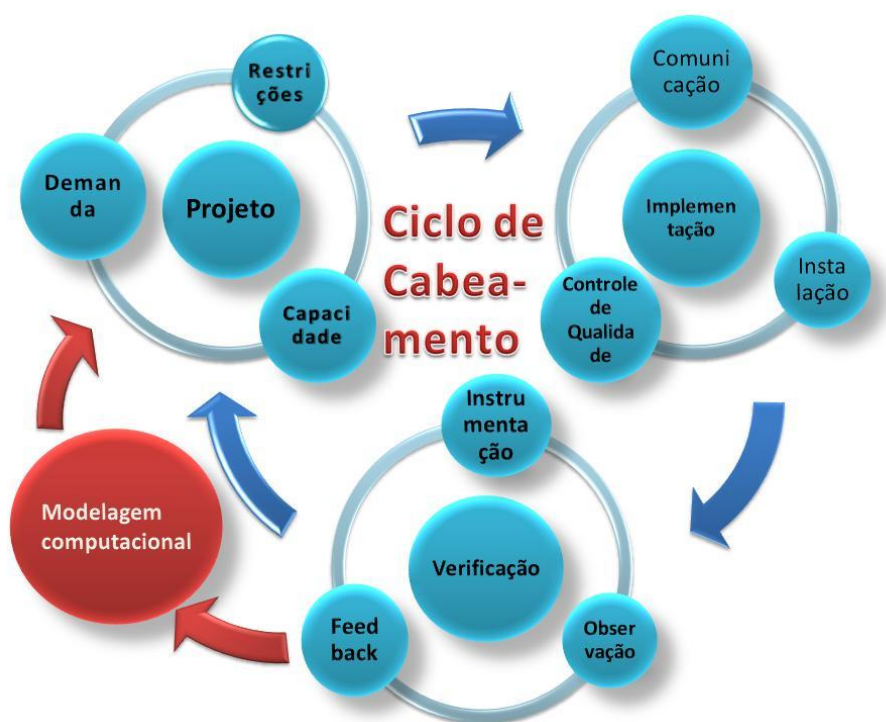 Restri
ções
Deman
da
Projeto
Capaci
dade
Ciclo de
Cabea-
mento
Comuni
cação
Implemen
tação
Insta
lação
Controle
de
Qualida
de
Instru
menta
ção
Verificação
Feed
back
Obser
vação
Modelagem
computacional